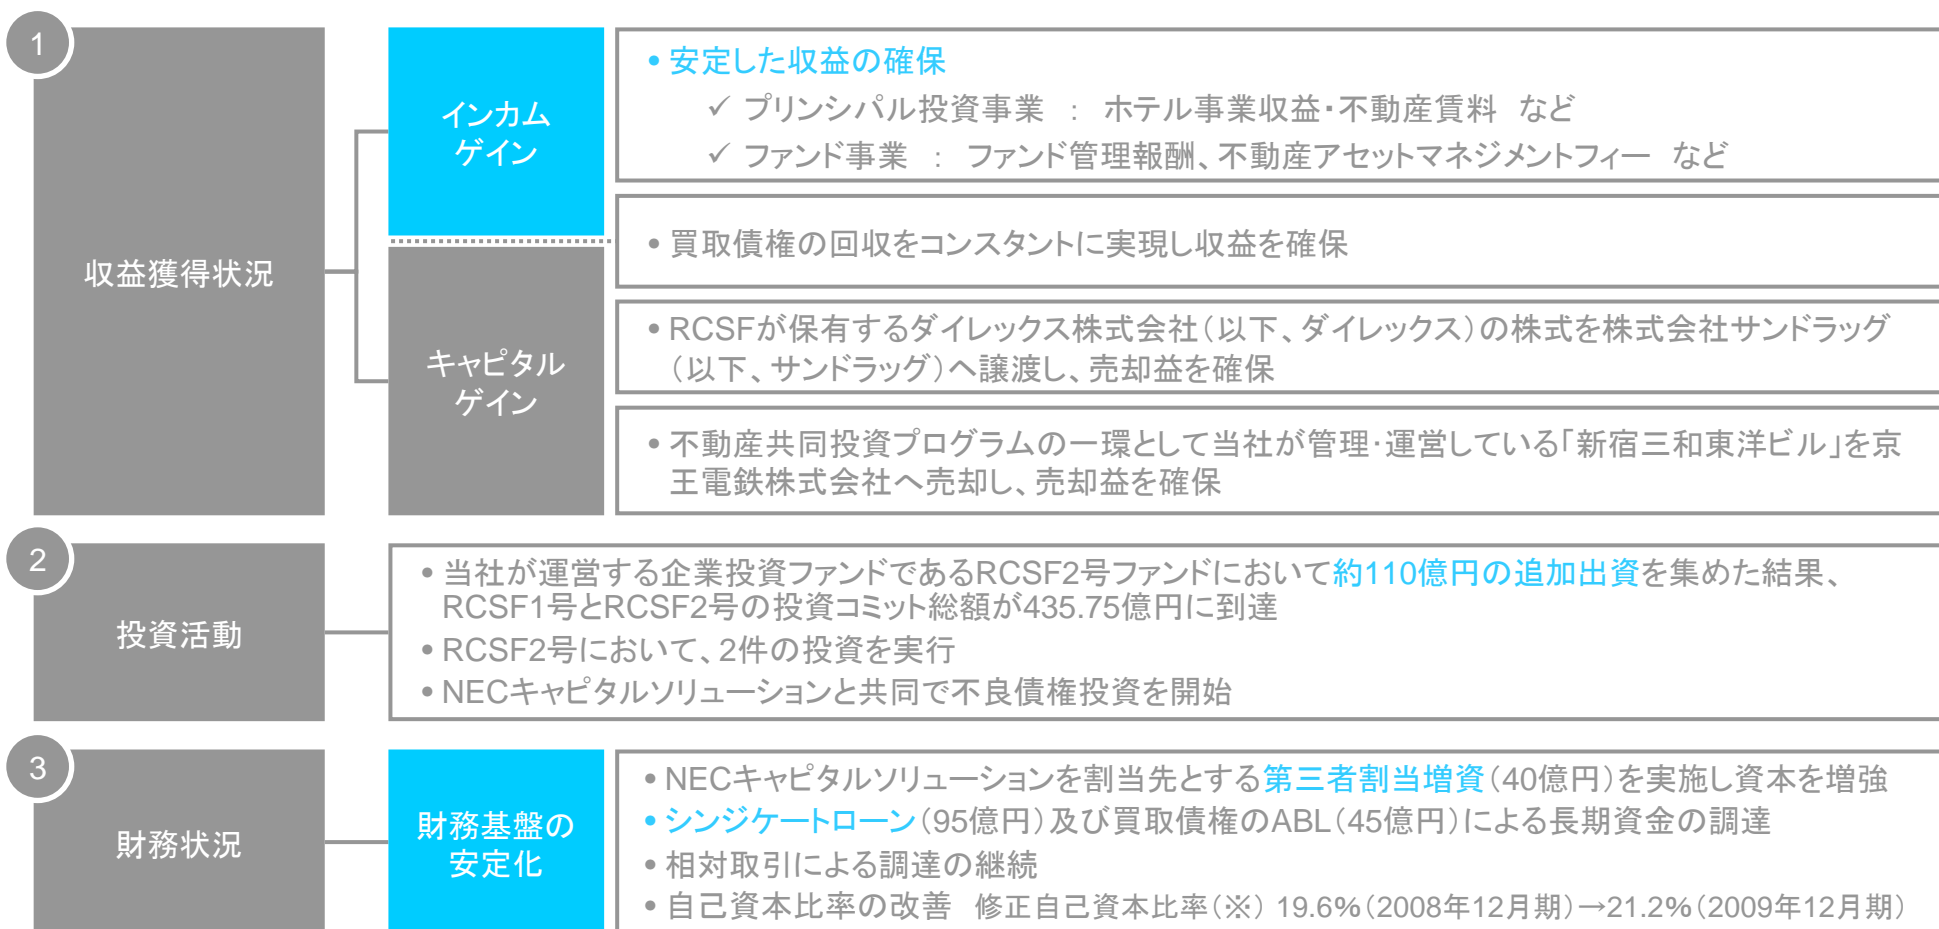 1
収益獲得状況
インカム
ゲイン
• 安定した収益の確保
✓ プリンシパル投資事業 : ホテル事業収益・不動産賃料 など
✓ ファンド事業 : ファンド管理報酬、不動産アセットマネジメントフィー など
キャピタル
ゲイン
• 買取債権の回収をコンスタントに実現し収益を確保
• RCSFが保有するダイレックス株式会社(以下、ダイレックス)の株式を株式会社サンドラッグ
(以下、サンドラッグ)へ譲渡し、売却益を確保
• 不動産共同投資プログラムの一環として当社が管理・運営している「新宿三和東洋ビル」を京
王電鉄株式会社へ売却し、売却益を確保
2
投資活動
• 当社が運営する企業投資ファンドであるRCSF2号ファンドにおいて約110億円の追加出資を集めた結果、
RCSF1号とRCSF2号の投資コミット総額が435.75億円に到達
• RCSF2号において、2件の投資を実行
• NECキャピタルソリューションと共同で不良債権投資を開始
3
財務状況
財務基盤の
安定化
• NECキャピタルソリューションを割当先とする第三者割当増資(40億円)を実施し資本を増強
• シンジケートローン(95億円)及び買取債権のABL(45億円)による長期資金の調達
• 相対取引による調達の継続
• 自己資本比率の改善 修正自己資本比率(※) 19.6%(2008年12月期)→21.2%(2009年12月期)